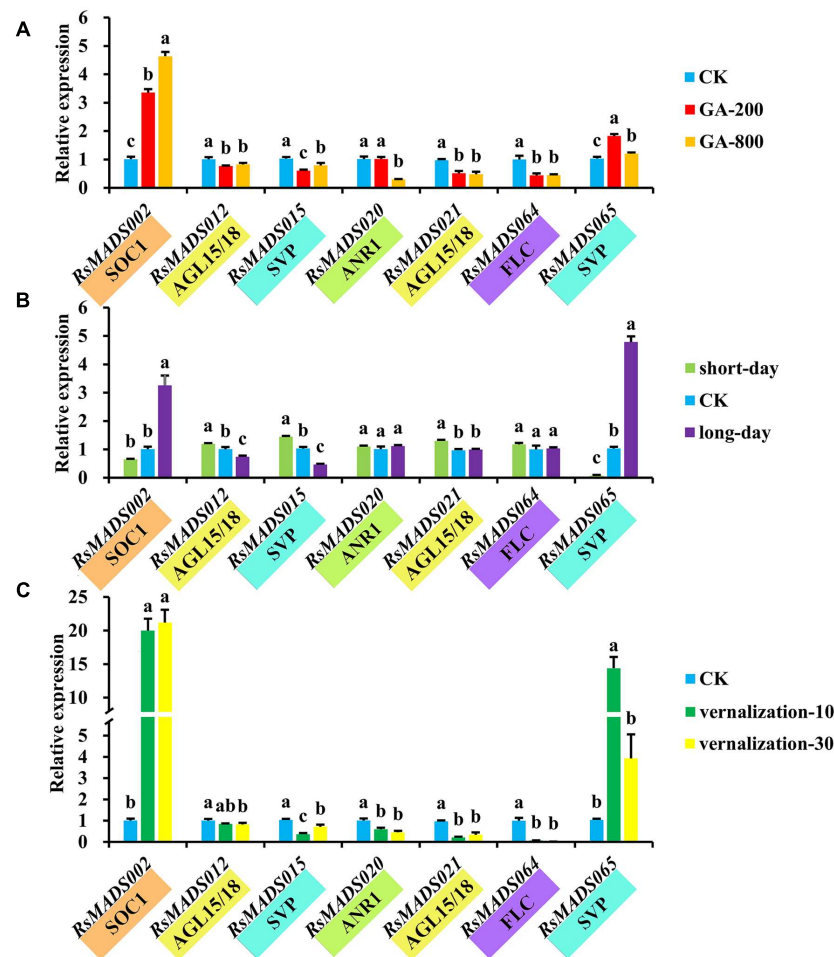 A
Relative expression
6
5
4
3
2
1
0
c b a
a b b
a c b
a a b
a b b
a b b
c a b
CK
GA-200
GA-800
RsMADS002 SOC1
RsMADS012 AGL15/18
RsMADS015 SVP
RsMADS020 ANR1
RsMADS021 AGL15/18
RsMADS064 FLC
RsMADS065 SVP
B
Relative expression
6
5
4
3
2
1
0
b b a
a b c
a b c
a a a
a b b
a a a
c b a
short-day
CK
long-day
RsMADS002 SOC1
RsMADS012 AGL15/18
RsMADS015 SVP
RsMADS020 ANR1
RsMADS021 AGL15/18
RsMADS064 FLC
RsMADS065 SVP
C
Relative expression
25
20
15
10
4
3
2
1
0
b a a
a ab b
a c b
a b b
a b b
a b b
b a b
CK
vernalization-10
vernalization-30
RsMADS002 SOC1
RsMADS012 AGL15/18
RsMADS015 SVP
RsMADS020 ANR1
RsMADS021 AGL15/18
RsMADS064 FLC
RsMADS065 SVP